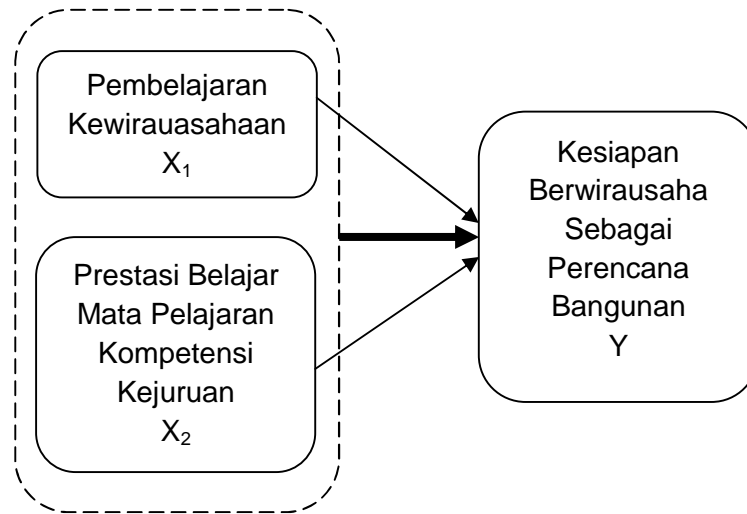 Pembelajaran
Kewirauasahaan
X₁
Prestasi Belajar
Mata Pelajaran
Kompetensi
Kejuruan
X₂
Kesiapan
Berwirausaha
Sebagai
Perencana
Bangunan
Y